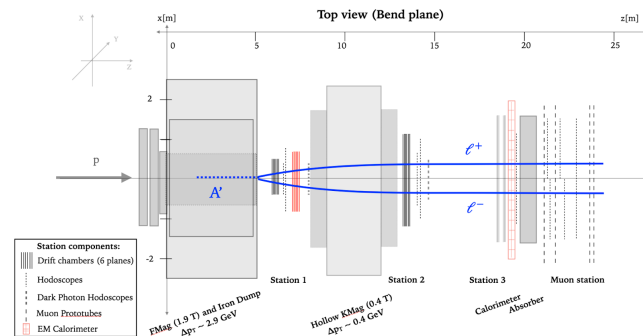 Top view (Bend plane)
x[m]
z[m]
0
5
10
15
20
25
X
Y
Z
2
-2
p
A'
ℓ+
ℓ−
Station components:
Drift chambers (6 planes)
Hodoscopes
Dark Photon Hodoscopes
Muon Prototubes
EM Calorimeter
Station 1
Station 2
Station 3
Muon station
FMag (1.9 T) and Iron Dump
ΔpT ~ 2.9 GeV
Hollow KMag (0.4 T)
ΔpT ~ 0.4 GeV
Calorimeter
Absorber